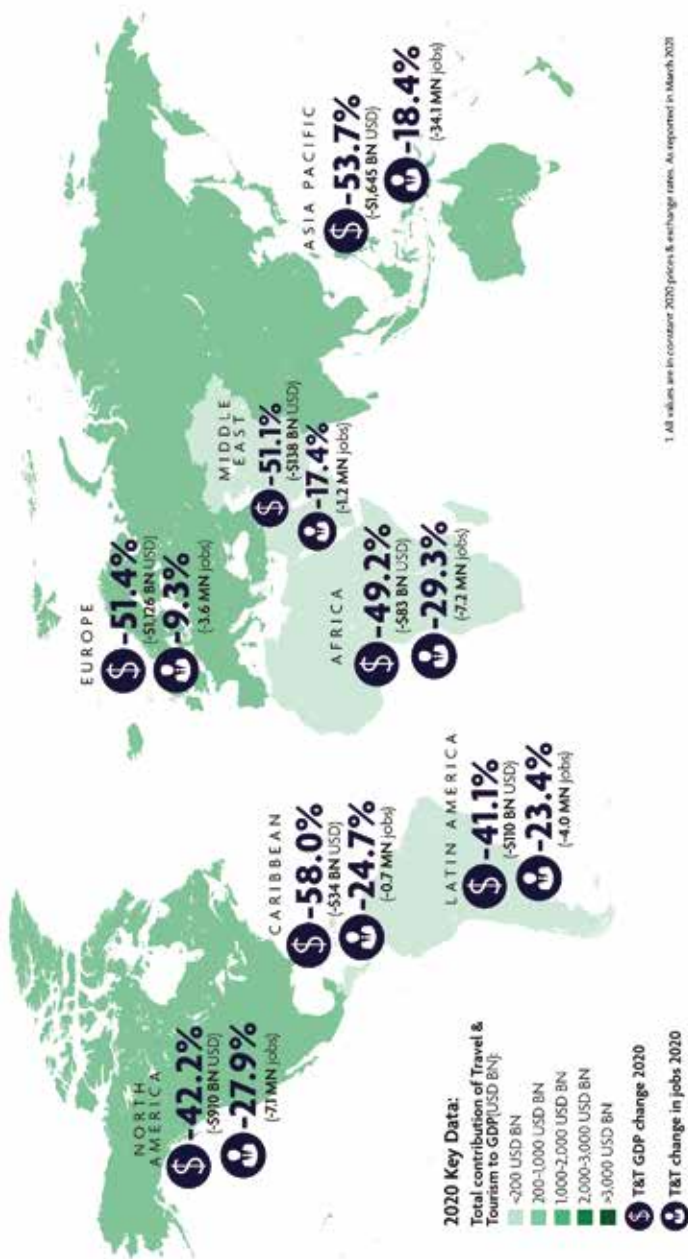 NORTH
AMERICA
$ -42.2%
(-$910 BN USD)
-27.9%
(-7.1 MN jobs)
CARIBBEAN
$ -58.0%
(-$34 BN USD)
-24.7%
(-0.7 MN jobs)
LATIN AMERICA
$ -41.1%
(-$110 BN USD)
-23.4%
(-4.0 MN jobs)
EUROPE
$ -51.4%
(-$1,126 BN USD)
-9.3%
(-3.6 MN jobs)
AFRICA
$ -49.2%
(-$83 BN USD)
-29.3%
(-7.2 MN jobs)
MIDDLE
EAST
$ -51.1%
(-$138 BN USD)
-17.4%
(-1.2 MN jobs)
ASIA PACIFIC
$ -53.7%
(-$1,645 BN USD)
-18.4%
(-34.1 MN jobs)
2020 Key Data:
Total contribution of Travel &
Tourism to GDP(USD BN):
<200 USD BN
200-1,000 USD BN
1,000-2,000 USD BN
2,000-3,000 USD BN
>3,000 USD BN
$ T&T GDP change 2020
T&T change in jobs 2020
1. All values are in constant 2020 prices & exchange rates. As reported in March 2021